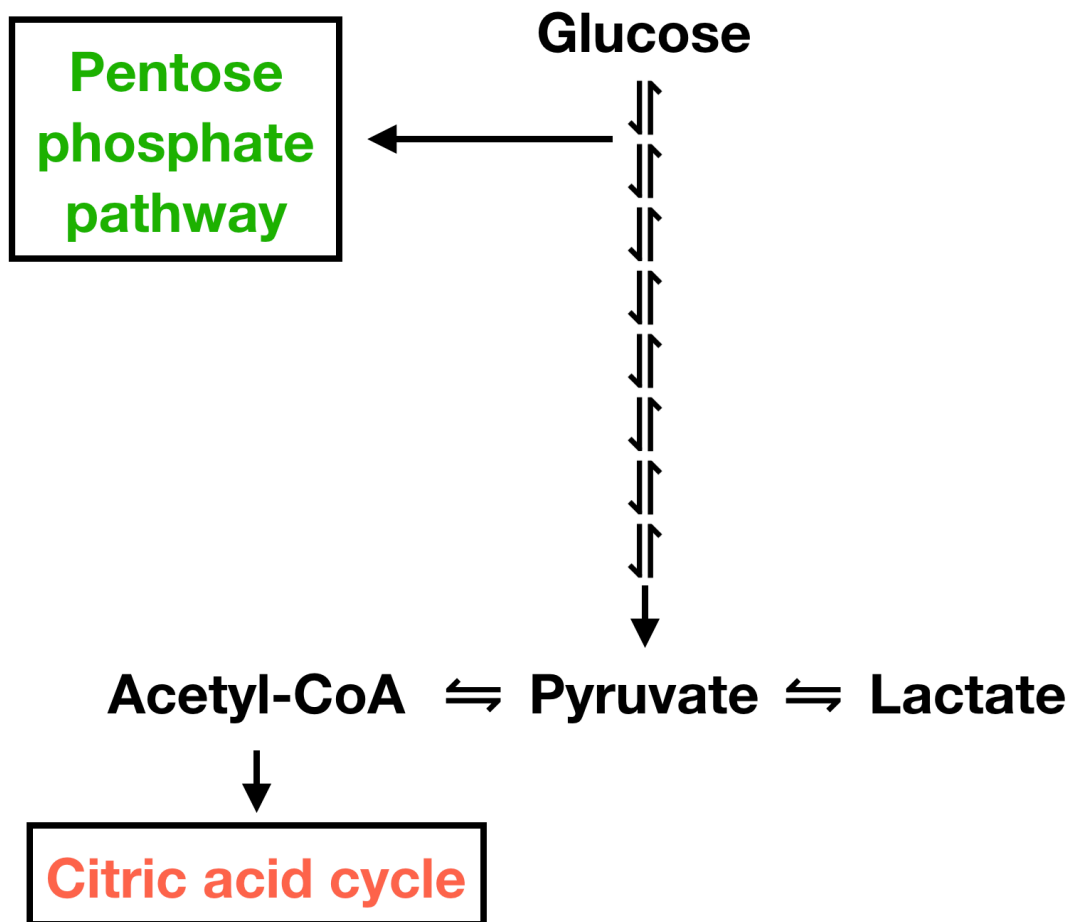 Glucose
Pentose
phosphate
pathway
Acetyl-CoA ⇋ Pyruvate ⇋ Lactate
Citric acid cycle